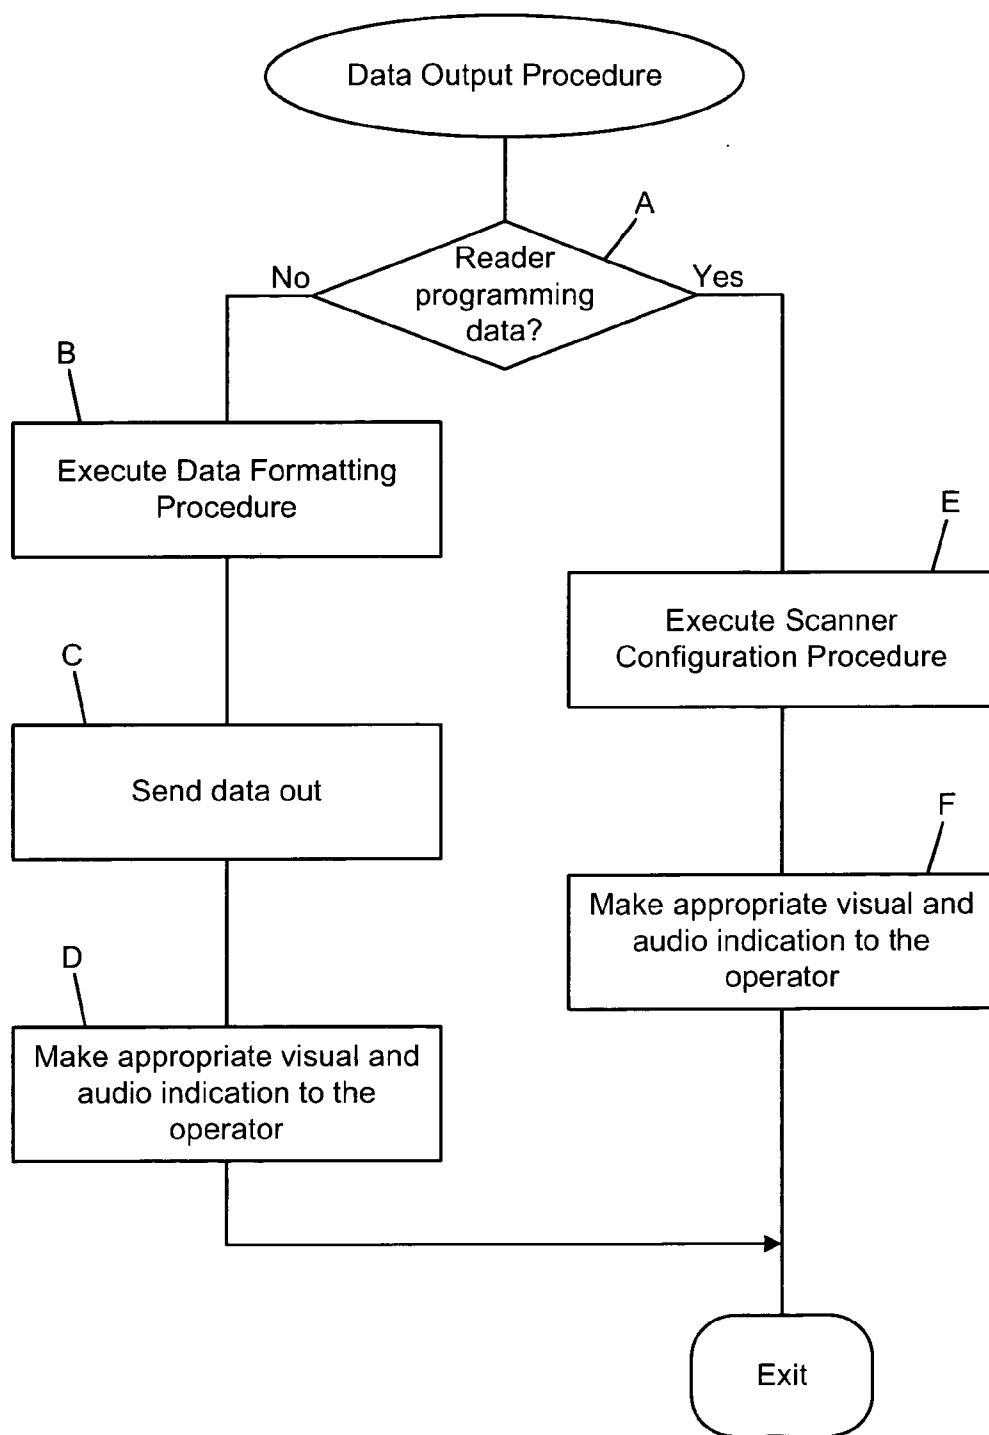 Data Output Procedure
A
Reader
programming
data?
No
Yes
B
Execute Data Formatting
Procedure
E
Execute Scanner
Configuration Procedure
C
Send data out
F
Make appropriate visual and
audio indication to the
operator
D
Make appropriate visual and
audio indication to the
operator
Exit